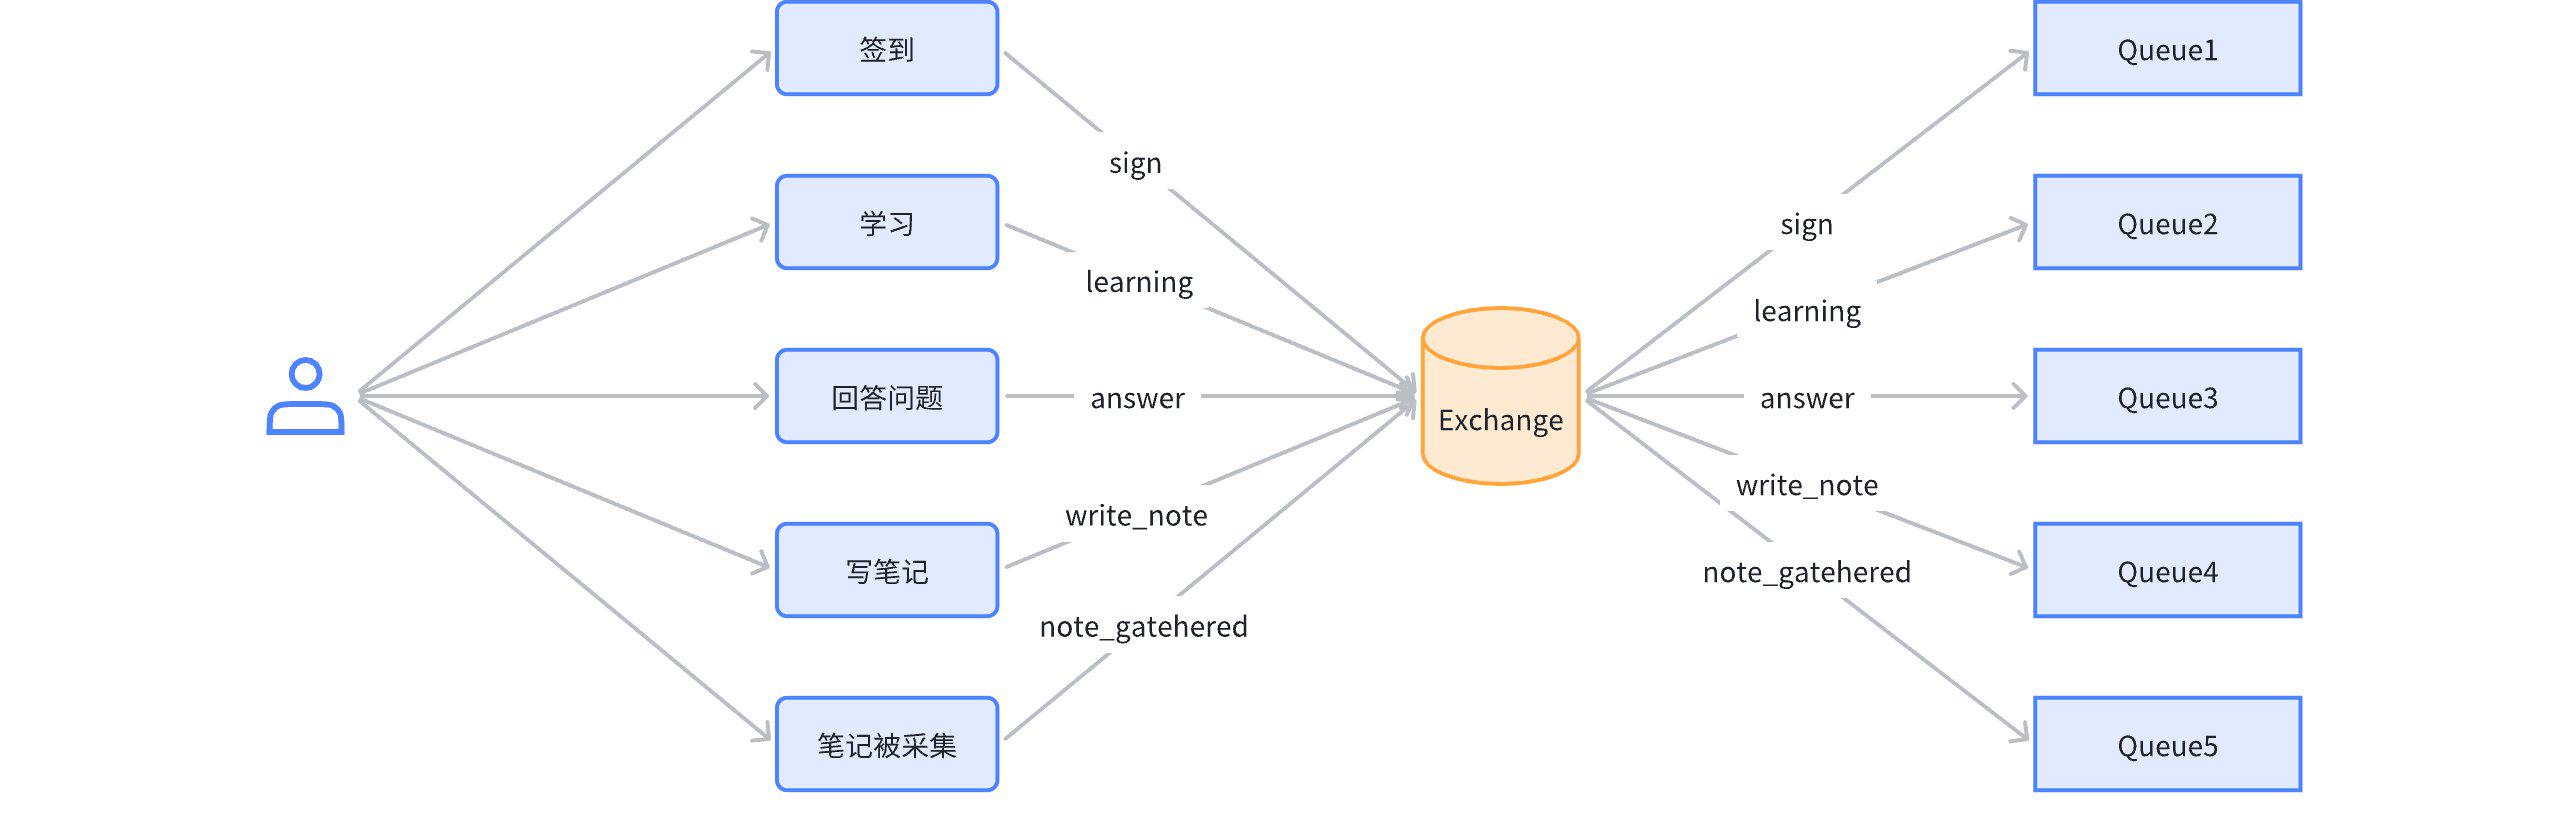 签到
Queue1
sign
学习
sign
Queue2
learning
learning
回答问题
answer
Exchange
answer
Queue3
write_note
write_note
写笔记
note_gatehered
Queue4
note_gatehered
笔记被采集
Queue5